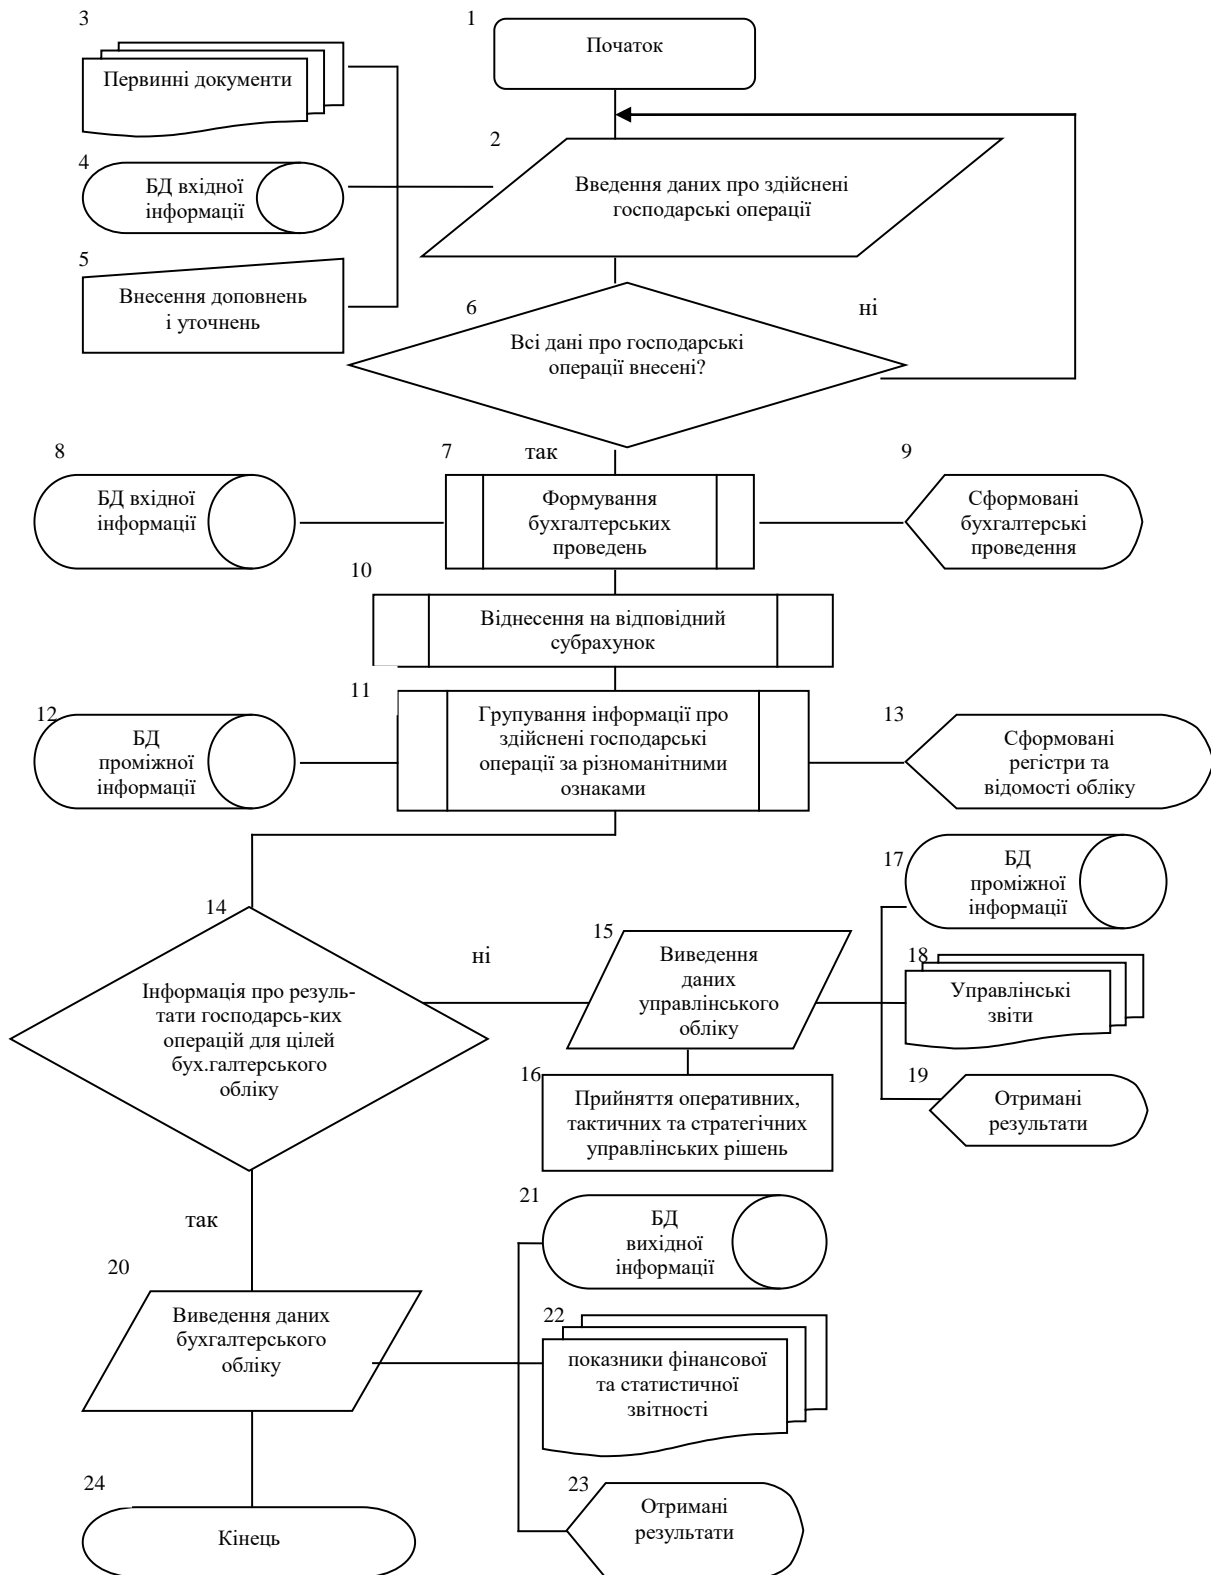 1
Початок
3
Первинні документи
2
Введення даних про здійснені
господарські операції
4
БД вхідної
інформації
5
Внесення доповнень
і уточнень
6
Всі дані про господарські
операції внесені?
ні
так
8
БД вхідної
інформації
7
Формування
бухгалтерських
проведень
9
Сформовані
бухгалтерські
проведення
10
Віднесення на відповідний
субрахунок
11
Групування інформації про
здійснені господарські
операції за різноманітними
ознаками
12
БД
проміжної
інформації
13
Сформовані
регістри та
відомості обліку
14
Інформація про резуль-
тати господарсь-ких
операцій для цілей
бух.галтерського
обліку
ні
15
Виведення
даних
управлінського
обліку
17
БД
проміжної
інформації
18
Управлінські
звіти
16
Прийняття оперативних,
тактичних та стратегічних
управлінських рішень
19
Отримані
результати
так
20
Виведення даних
бухгалтерського
обліку
21
БД
вихідної
інформації
22
показники фінансової
та статистичної
звітності
23
Отримані
результати
24
Кінець